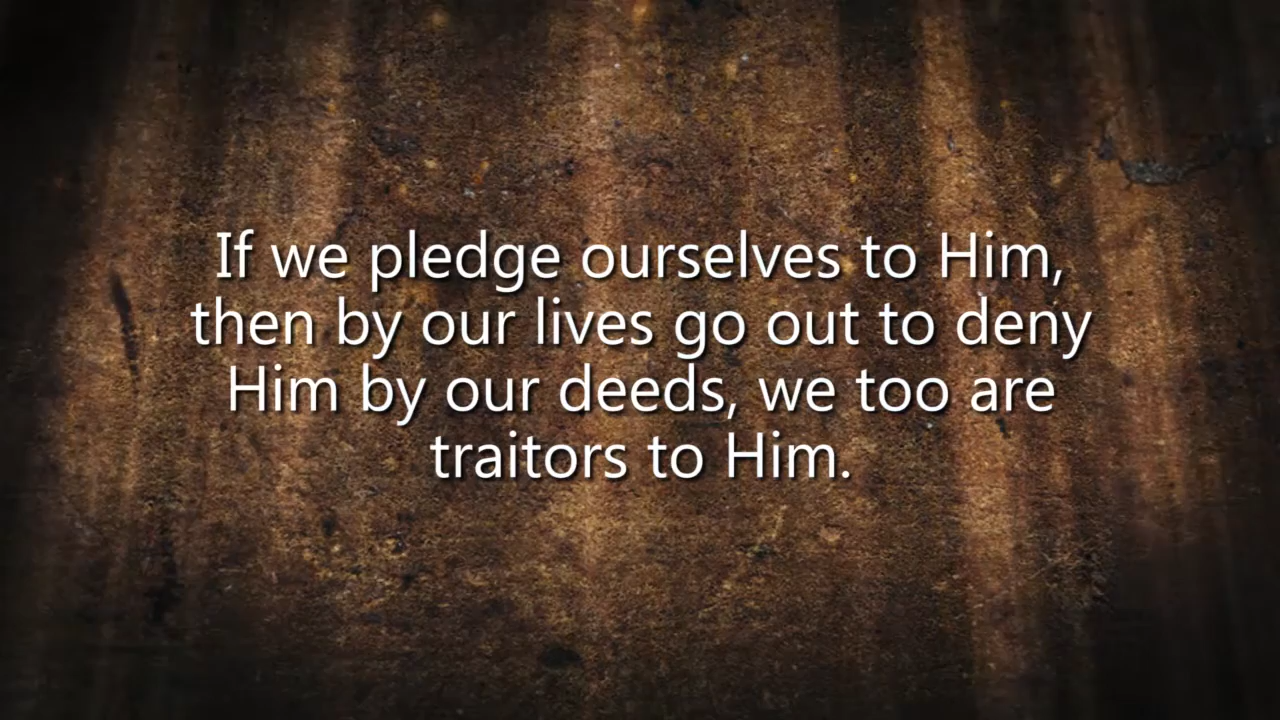 If we pledge ourselves to Him,
then by our lives go out to deny
Him by our deeds, we too are
traitors to Him.